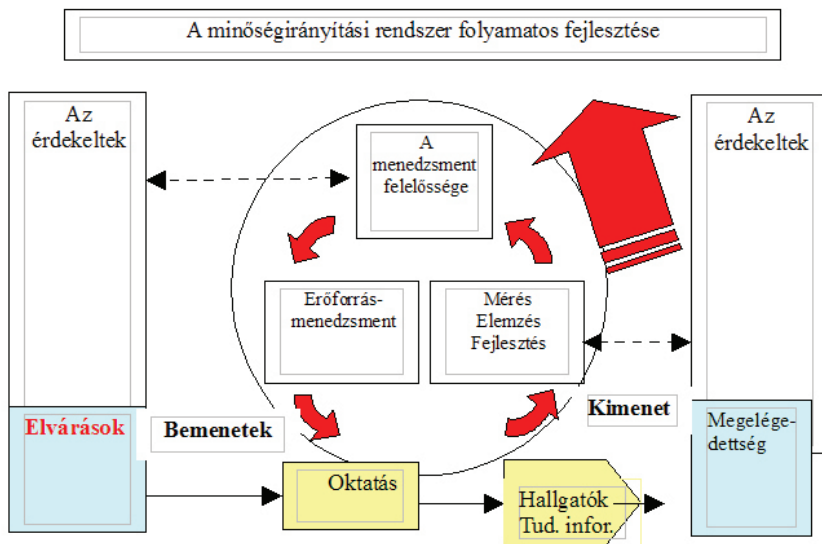 A minőségirányítási rendszer folyamatos fejlesztése
Az
érdekeltek
A
menedzsment
felelőssége
Az
érdekeltek
Erőforrás-
menedzsment
Mérés
Elemzés
Fejlesztés
Elvárások
Bemenetek
Kimenet
Megelége-
dettség
Oktatás
Hallgatók
Tud. infor.